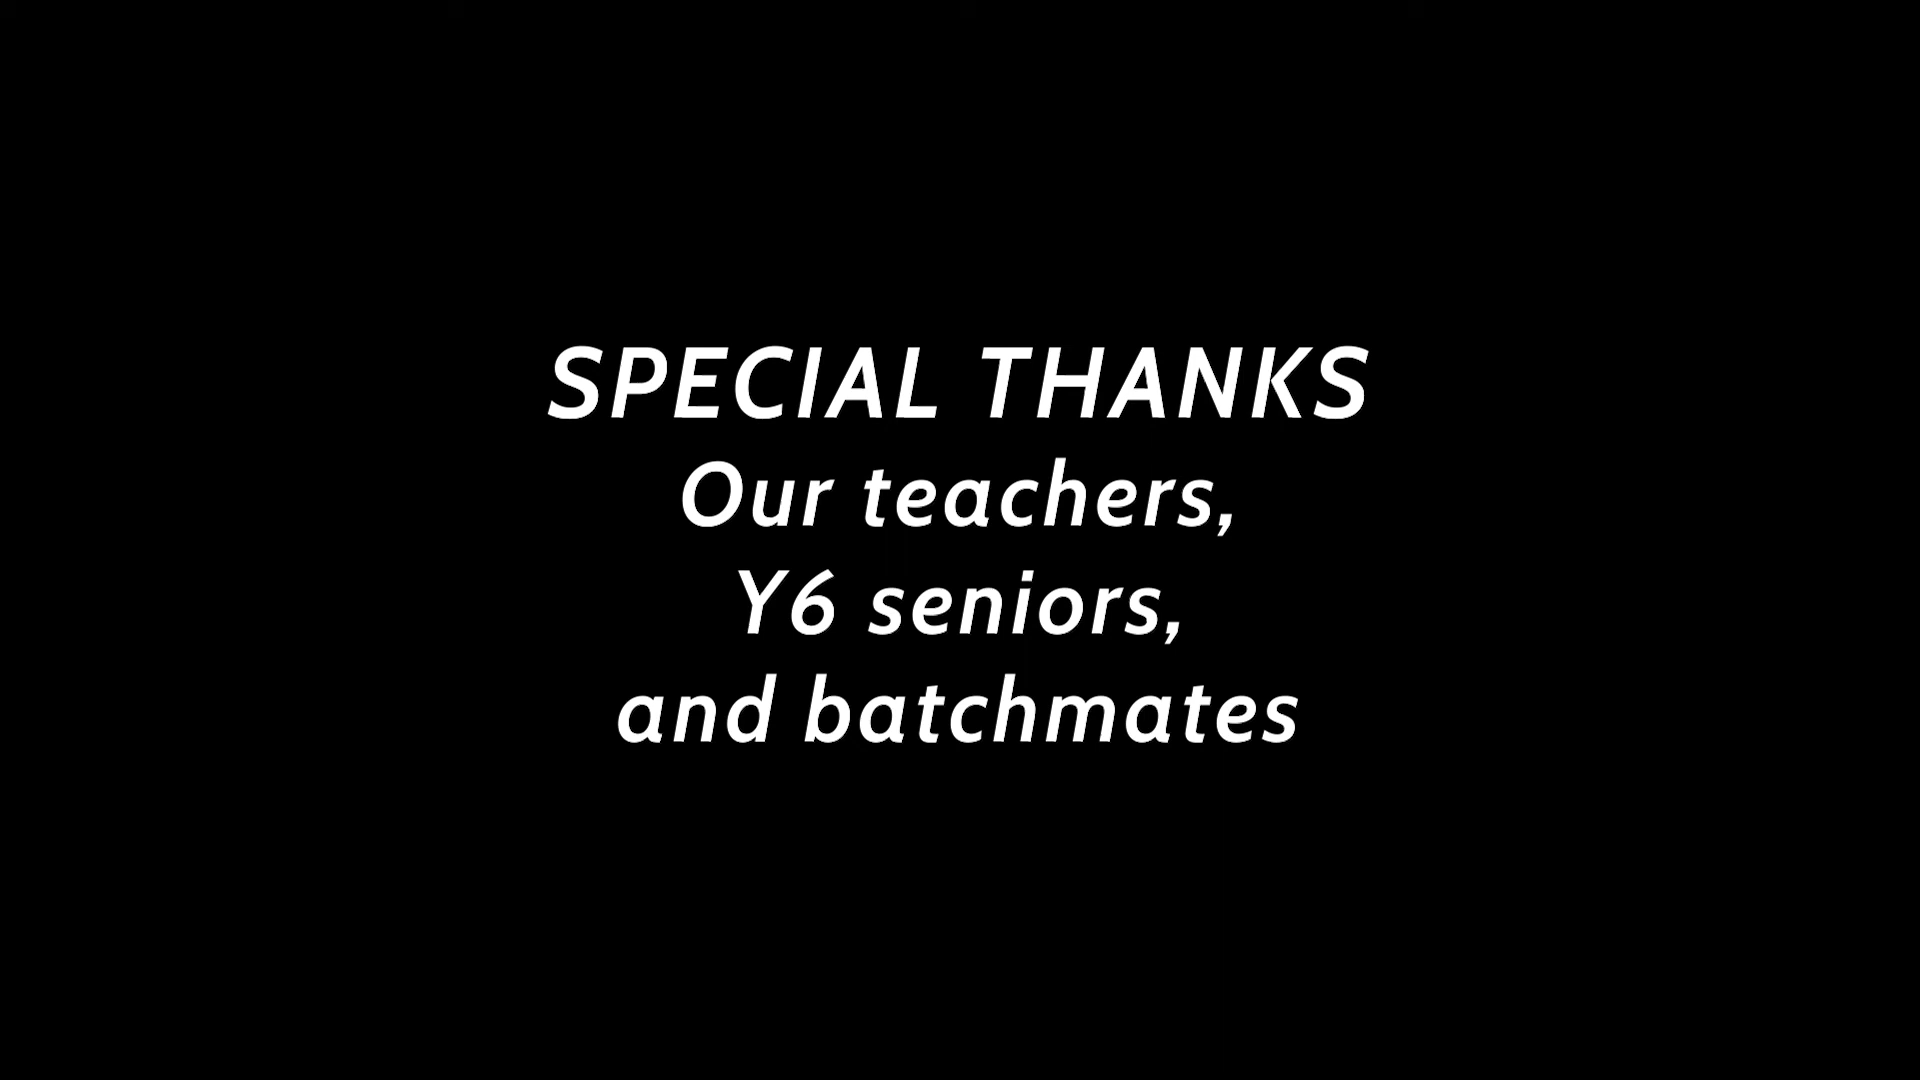 SPECIAL THANKS
Our teachers,
Y6 seniors,
and batchmates